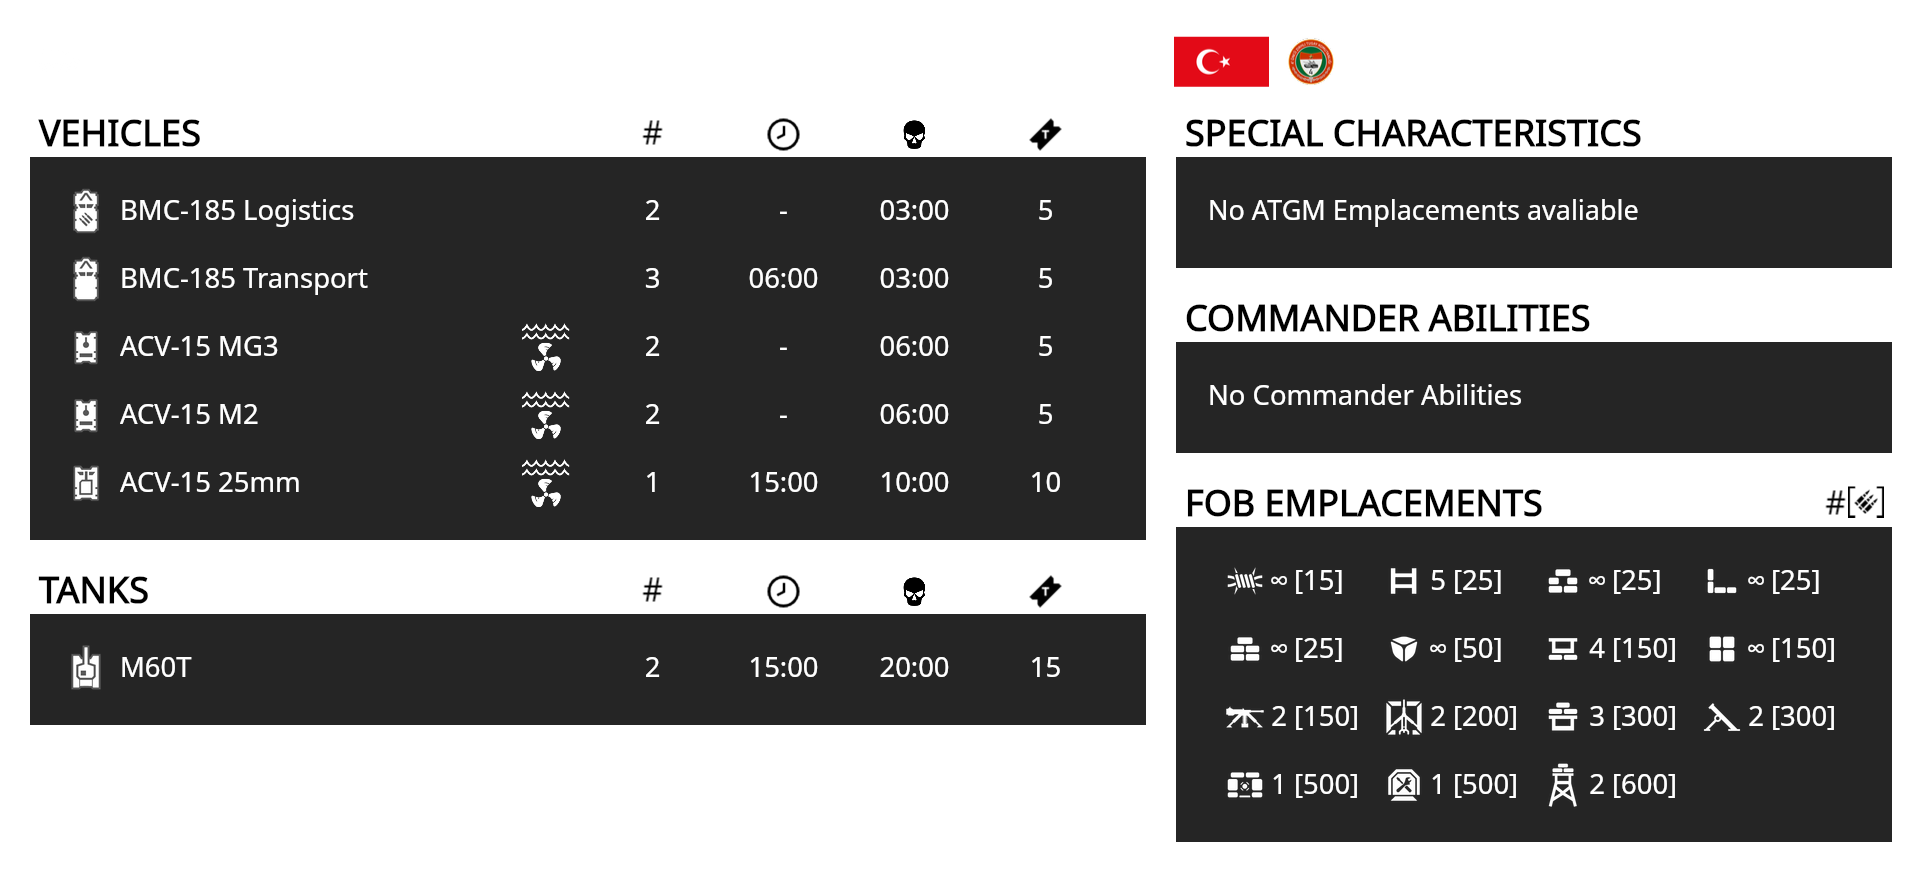 VEHICLES #
BMC-185 Logistics 2 - 03:00 5
BMC-185 Transport 3 06:00 03:00 5
ACV-15 MG3 2 - 06:00 5
ACV-15 M2 2 - 06:00 5
ACV-15 25mm 1 15:00 10:00 10
TANKS #
M60T 2 15:00 20:00 15
SPECIAL CHARACTERISTICS
No ATGM Emplacements avaliable
COMMANDER ABILITIES
No Commander Abilities
FOB EMPLACEMENTS #[]
∞ [15] 5 [25] ∞ [25] ∞ [25]
∞ [25] ∞ [50] 4 [150] ∞ [150]
2 [150] 2 [200] 3 [300] 2 [300]
1 [500] 1 [500] 2 [600]